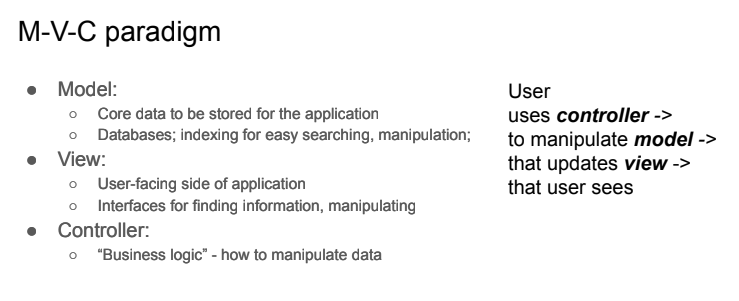 M-V-C paradigm
● Model:
○ Core data to be stored for the application
○ Databases; indexing for easy searching, manipulation;
● View:
○ User-facing side of application
○ Interfaces for finding information, manipulating
● Controller:
○ “Business logic” - how to manipulate data
User
uses controller ->
to manipulate model ->
that updates view ->
that user sees